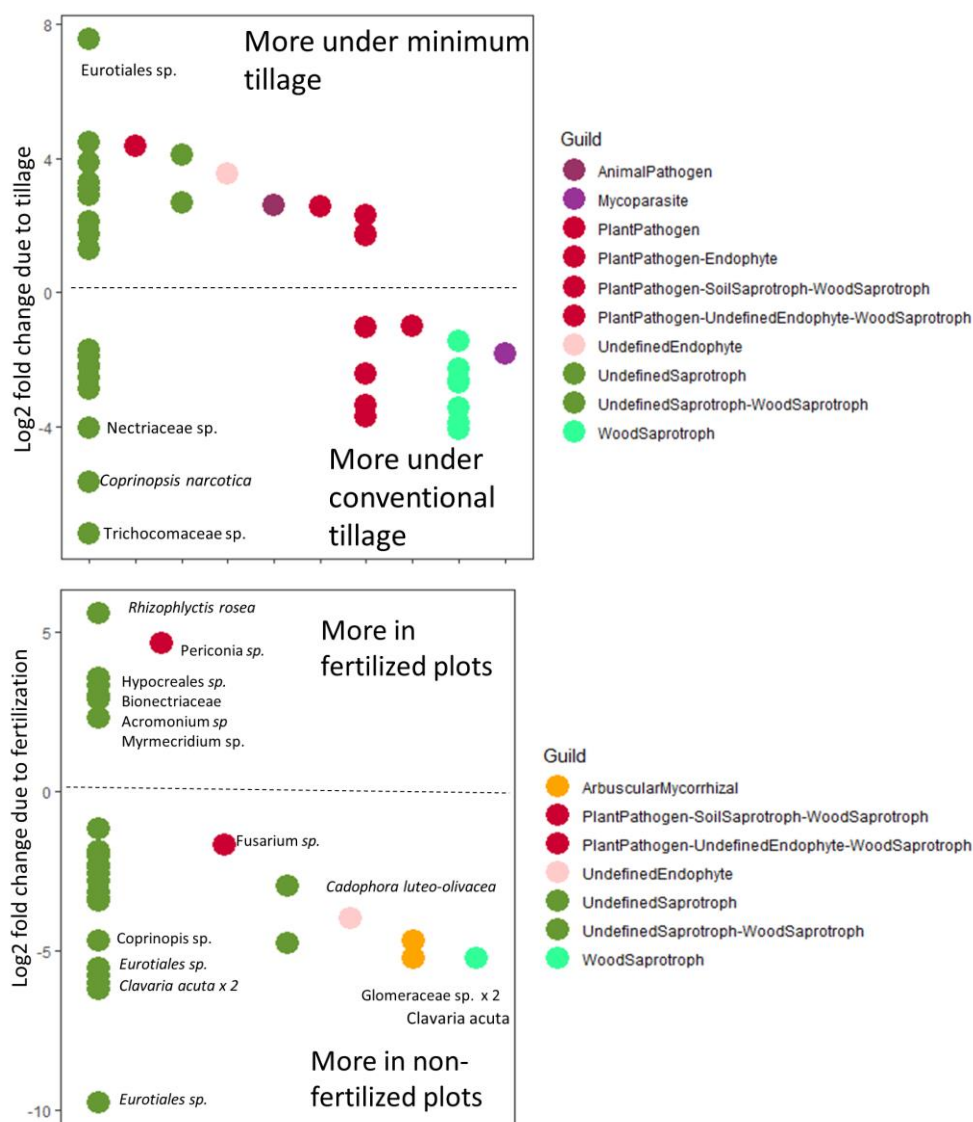 8
More under minimum
tillage
Eurotiales sp.
4
0
-4
Log2 fold change due to tillage
Nectriaceae sp.
Coprinopsis narcotica
More under
conventional
tillage
Trichocomaceae sp.
Guild
AnimalPathogen
Mycoparasite
PlantPathogen
PlantPathogen-Endophyte
PlantPathogen-SoilSaprotroph-WoodSaprotroph
PlantPathogen-UndefinedEndophyte-WoodSaprotroph
UndefinedEndophyte
UndefinedSaprotroph
UndefinedSaprotroph-WoodSaprotroph
WoodSaprotroph
Rhizophlyctis rosea
More in
fertilized plots
5
Periconia sp.
Hypocreales sp.
Bionectriaceae
Acromonium sp
Myrmecridium sp.
0
Log2 fold change due to fertilization
Fusarium sp.
Cadophora luteo-olivacea
Coprinopis sp.
-5
Eurotiales sp.
Clavaria acuta x 2
Glomeraceae sp. x 2
Clavaria acuta
More in non-
fertilized plots
Eurotiales sp.
-10
Guild
ArbuscularMycorrhizal
PlantPathogen-SoilSaprotroph-WoodSaprotroph
PlantPathogen-UndefinedEndophyte-WoodSaprotroph
UndefinedEndophyte
UndefinedSaprotroph
UndefinedSaprotroph-WoodSaprotroph
WoodSaprotroph